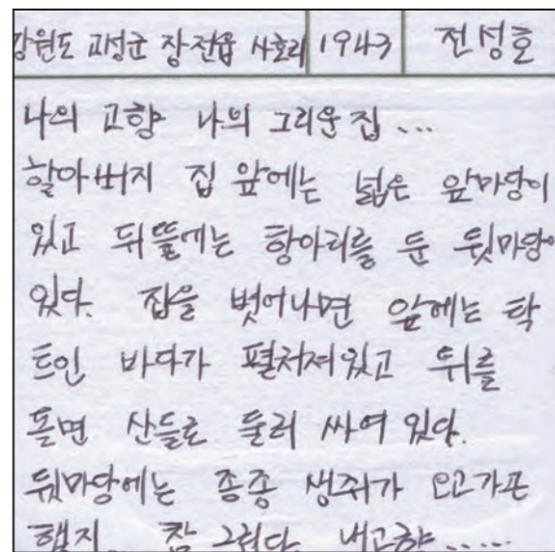 강원도 고성군 장전읍 사호리 1943 전성호
나의 고향 나의 그리운 집...
할아버지 집 앞에는 넓은 앞마당이
있고 뒤뜰에는 항아리를 둔 뒷마당이
있다. 집을 벗어나면 앞에는 탁
트인 바다가 펼쳐져있고 뒤를
돌면 산들로 둘러 싸여 있다.
뒷마당에는 종종 생쥐가 오고가곤
했지. 참 그립다 내고향.....